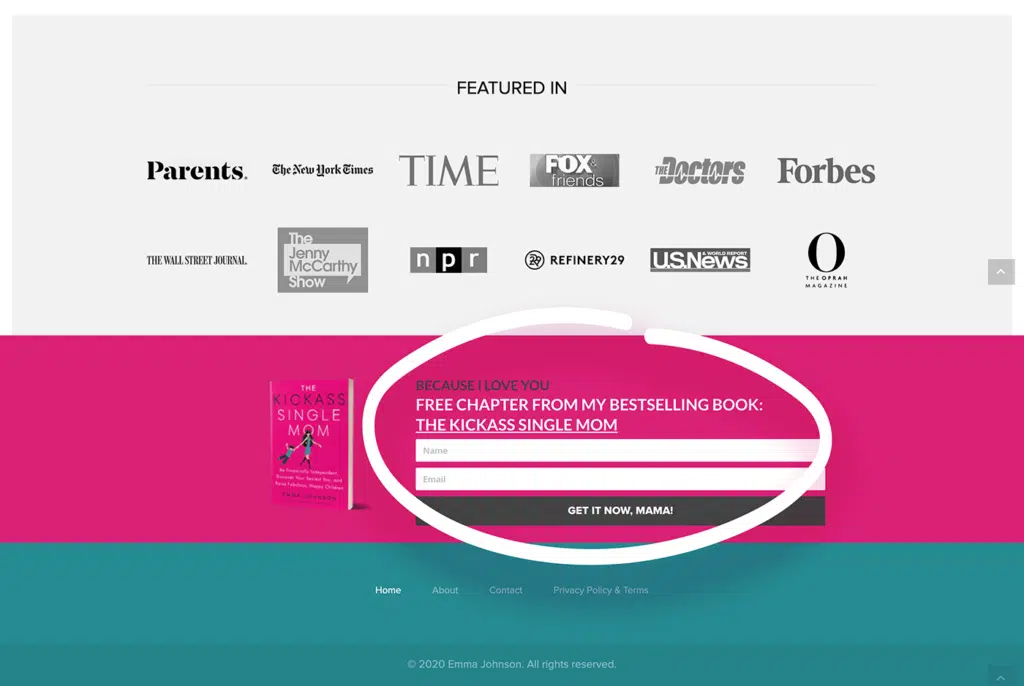 FEATURED IN
Parents.
The New York Times
TIME
FOX & friends
THE Doctors
Forbes
THE WALL STREET JOURNAL.
The
Jenny
McCarthy
Show
npr
29 REFINERY29
U.S.News
& WORLD REPORT
O
THE OPRAH
MAGAZINE
THE
KICKASS
SINGLE
MOM
Be Financially Independent,
Discover Your Sexiest You, and
Raise Fabulous, Happy Children
EMMA JOHNSON
BECAUSE I LOVE YOU
FREE CHAPTER FROM MY BESTSELLING BOOK:
THE KICKASS SINGLE MOM
Name
Email
GET IT NOW, MAMA!
Home About Contact Privacy Policy & Terms
© 2020 Emma Johnson. All rights reserved.